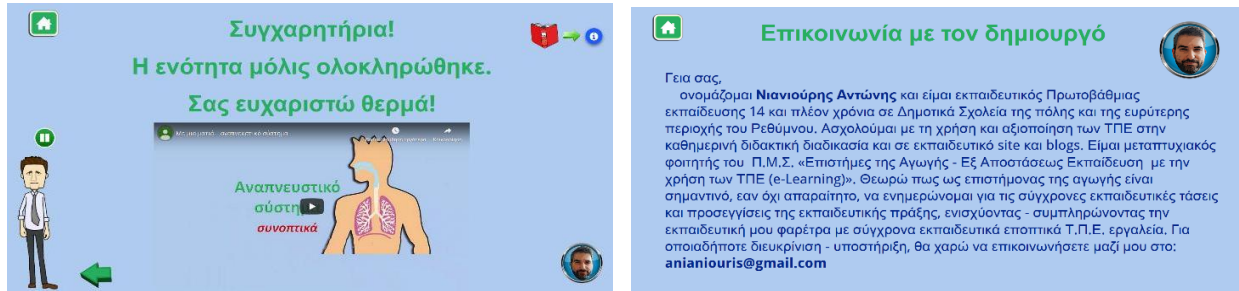 Συγχαρητήρια!
Η ενότητα μόλις ολοκληρώθηκε.
Σας ευχαριστώ θερμά!
Με μια ματιά - αναπνευστικό σύστημα
Αναπνευστικό
σύστη
συνοπτικά
Επικοινωνία με τον δημιουργό
Γεια σας,
ονομάζομαι Νιανιούρης Αντώνης και είμαι εκπαιδευτικός Πρωτοβάθμιας
εκπαίδευσης 14 και πλέον χρόνια σε Δημοτικά Σχολεία της πόλης και της ευρύτερης
περιοχής του Ρεθύμνου. Ασχολούμαι με τη χρήση και αξιοποίηση των ΤΠΕ στην
καθημερινή διδακτική διαδικασία και σε εκπαιδευτικό site και blogs. Είμαι μεταπτυχιακός
φοιτητής του Π.Μ.Σ. «Επιστήμες της Αγωγής - Εξ Αποστάσεως Εκπαίδευση με την
χρήση των ΤΠΕ (e-Learning)». Θεωρώ πως ως επιστήμονας της αγωγής είναι
σημαντινό, εαν όχι απαραίτητο, να ενημερώνομαι για τις σύγχρονες εκπαιδευτικές τάσεις
και προσεγγίσεις της εκπαιδευτικής πράξης, ενισχύοντας - συμπληρώνοντας την
εκπαιδευτική μου φαρέτρα με σύγχρονα εκπαιδευτικά εποπτικά Τ.Π.Ε. εργαλεία. Για
οποιαδήποτε διευκρίνιση - υποστήριξη, θα χαρώ να επικοινωνήσετε μαζί μου στο:
anianiouris@gmail.com